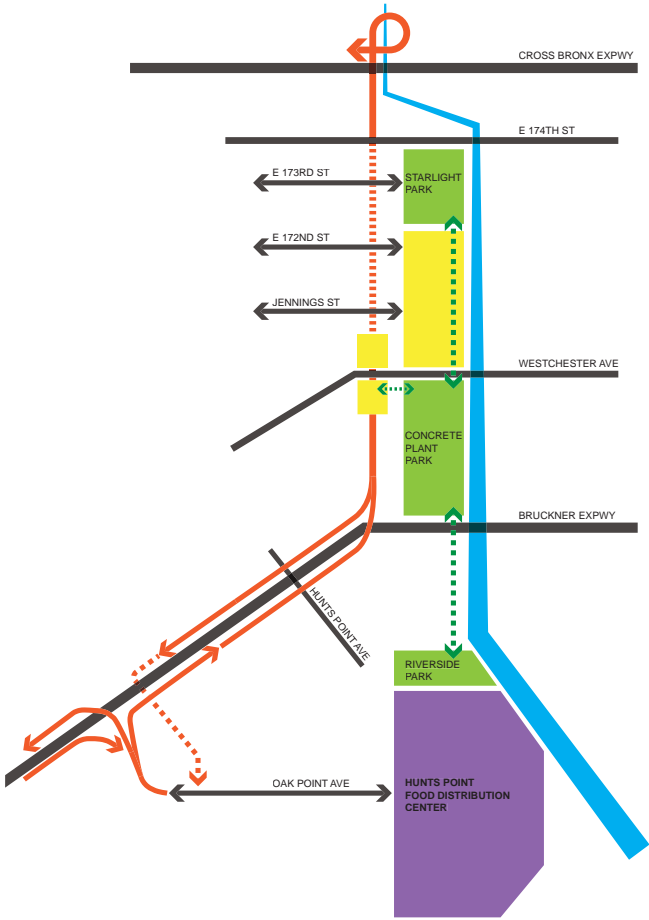 CROSS BRONX EXPWY
E 174TH ST
E 173RD ST
STARLIGHT
PARK
E 172ND ST
JENNINGS ST
WESTCHESTER AVE
CONCRETE
PLANT
PARK
BRUCKNER EXPWY
HUNTS POINT AVE
RIVERSIDE
PARK
OAK POINT AVE
HUNTS POINT
FOOD DISTRIBUTION
CENTER